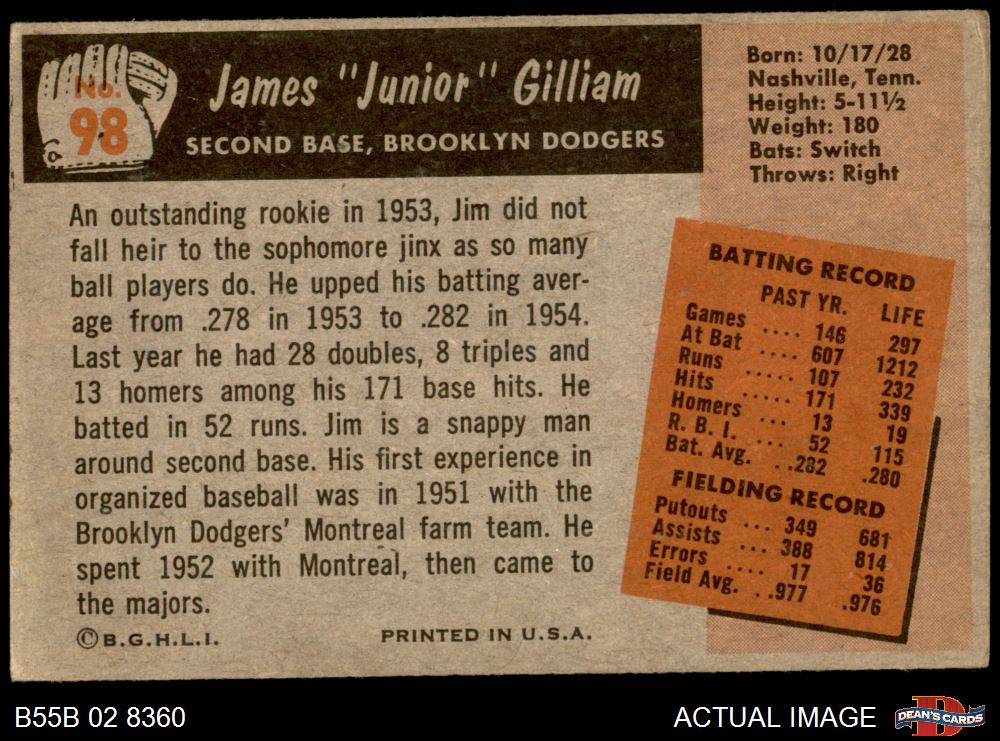 No.
98
James "Junior" Gilliam
SECOND BASE, BROOKLYN DODGERS
Born: 10/17/28
Nashville, Tenn.
Height: 5-11½
Weight: 180
Bats: Switch
Throws: Right
An outstanding rookie in 1953, Jim did not
fall heir to the sophomore jinx as so many
ball players do. He upped his batting aver-
age from .278 in 1953 to .282 in 1954.
Last year he had 28 doubles, 8 triples and
13 homers among his 171 base hits. He
batted in 52 runs. Jim is a snappy man
around second base. His first experience in
organized baseball was in 1951 with the
Brooklyn Dodgers' Montreal farm team. He
spent 1952 with Montreal, then came to
the majors.
©B.G.H.L.I.
PRINTED IN U.S.A.
BATTING RECORD
PAST YR. LIFE
Games .... 146 297
At Bat .... 607 1212
Runs ..... 107 232
Hits ..... 171 339
Homers ... 13 19
R. B. I. ... 52 115
Bat. Avg. ..282 .280
FIELDING RECORD
Putouts ... 349 681
Assists ... 388 814
Errors .... 17 36
Field Avg. ..977 .976
B55B 02 8360
ACTUAL IMAGE
D
DEAN'S CARDS